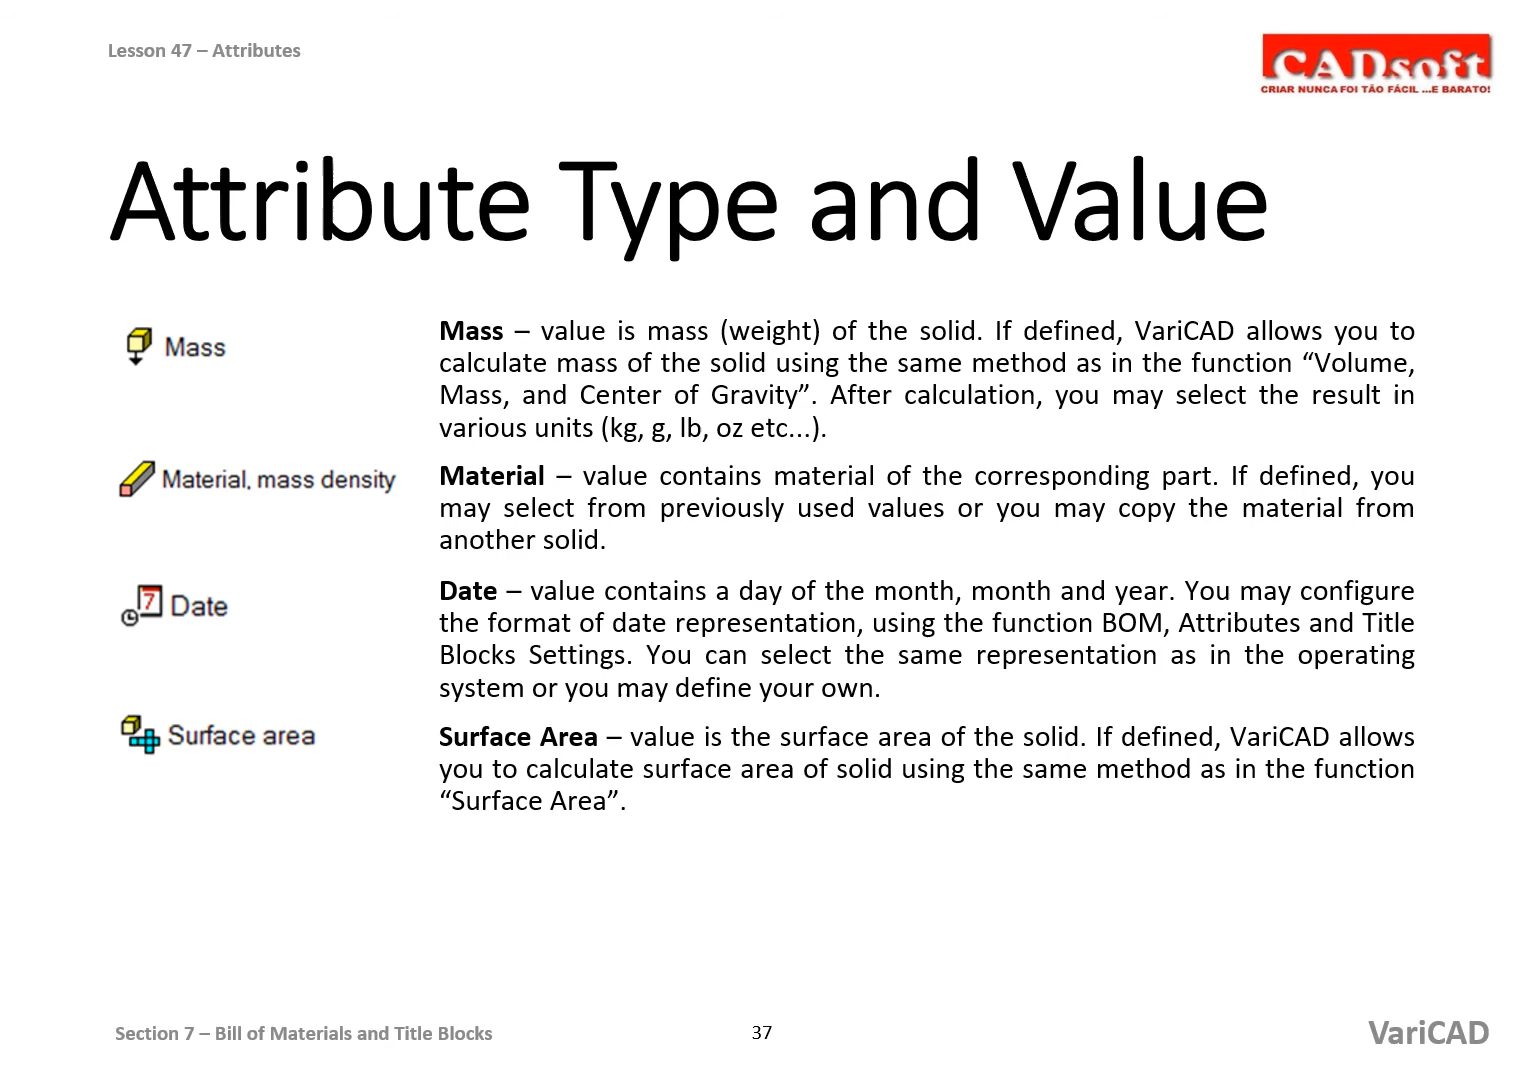 Lesson 47 – Attributes
CADsoft
CRIAR NUNCA FOI TÃO FÁCIL ...E BARATO!
Attribute Type and Value
Mass
Mass – value is mass (weight) of the solid. If defined, VariCAD allows you to
calculate mass of the solid using the same method as in the function “Volume,
Mass, and Center of Gravity”. After calculation, you may select the result in
various units (kg, g, lb, oz etc...).
Material, mass density
Material – value contains material of the corresponding part. If defined, you
may select from previously used values or you may copy the material from
another solid.
7
Date
Date – value contains a day of the month, month and year. You may configure
the format of date representation, using the function BOM, Attributes and Title
Blocks Settings. You can select the same representation as in the operating
system or you may define your own.
Surface area
Surface Area – value is the surface area of the solid. If defined, VariCAD allows
you to calculate surface area of solid using the same method as in the function
“Surface Area”.
Section 7 – Bill of Materials and Title Blocks
37
VariCAD